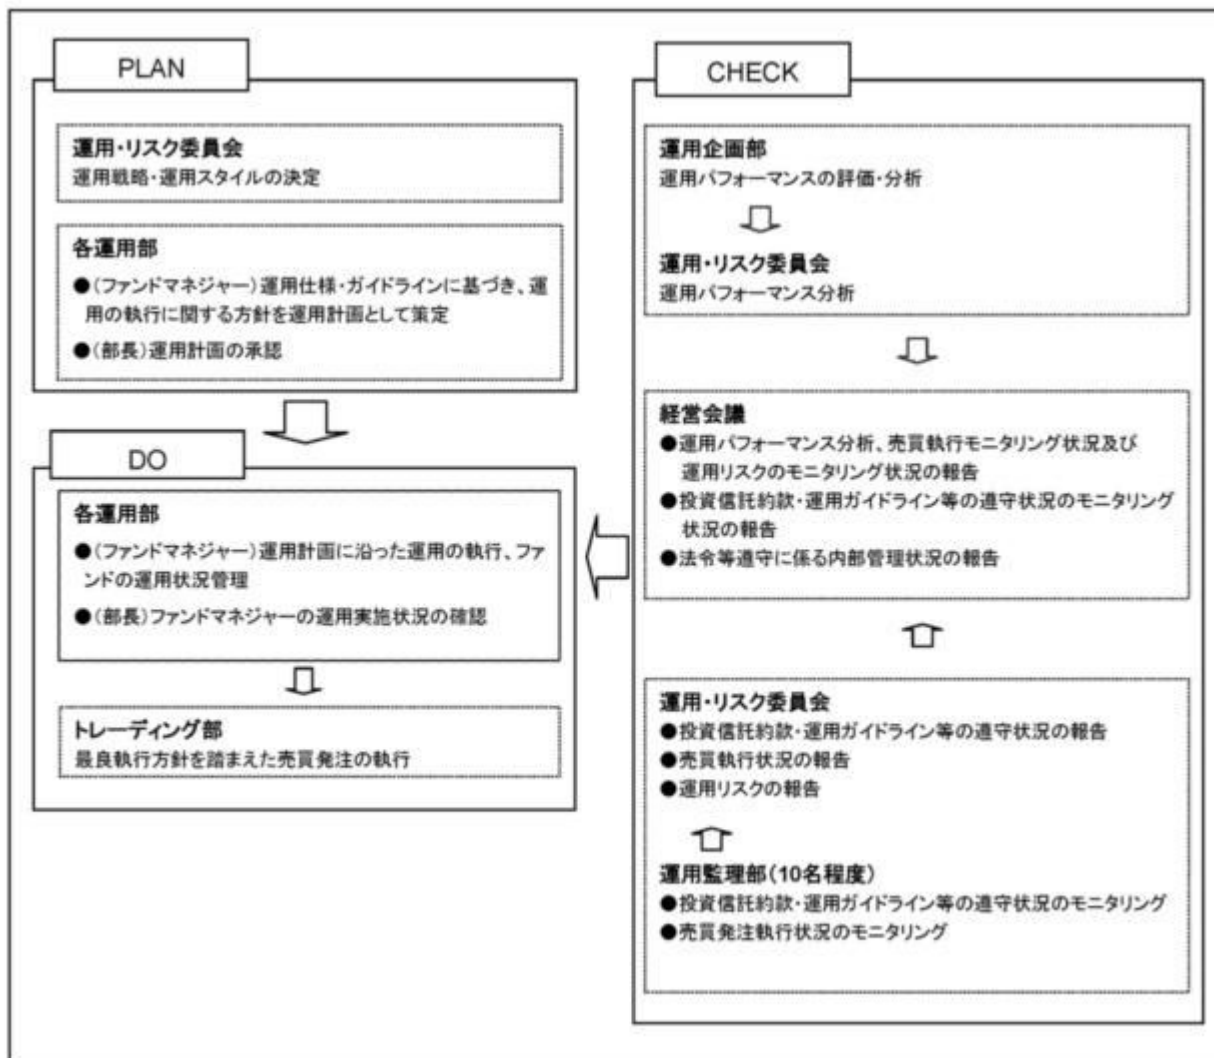 PLAN
運用・リスク委員会
運用戦略・運用スタイルの決定
各運用部
●(ファンドマネジャー)運用仕様・ガイドラインに基づき、運
用の執行に関する方針を運用計画として策定
●(部長)運用計画の承認
DO
各運用部
●(ファンドマネジャー)運用計画に沿った運用の執行、ファ
ンドの運用状況管理
●(部長)ファンドマネジャーの運用実施状況の確認
トレーディング部
最良執行方針を踏まえた売買発注の執行
CHECK
運用企画部
運用パフォーマンスの評価・分析
運用・リスク委員会
運用パフォーマンス分析
経営会議
●運用パフォーマンス分析、売買執行モニタリング状況及び
運用リスクのモニタリング状況の報告
●投資信託約款・運用ガイドライン等の遵守状況のモニタリング
状況の報告
●法令等遵守に係る内部管理状況の報告
運用・リスク委員会
●投資信託約款・運用ガイドライン等の遵守状況の報告
●売買執行状況の報告
●運用リスクの報告
運用監理部(10名程度)
●投資信託約款・運用ガイドライン等の遵守状況のモニタリング
●売買発注執行状況のモニタリング